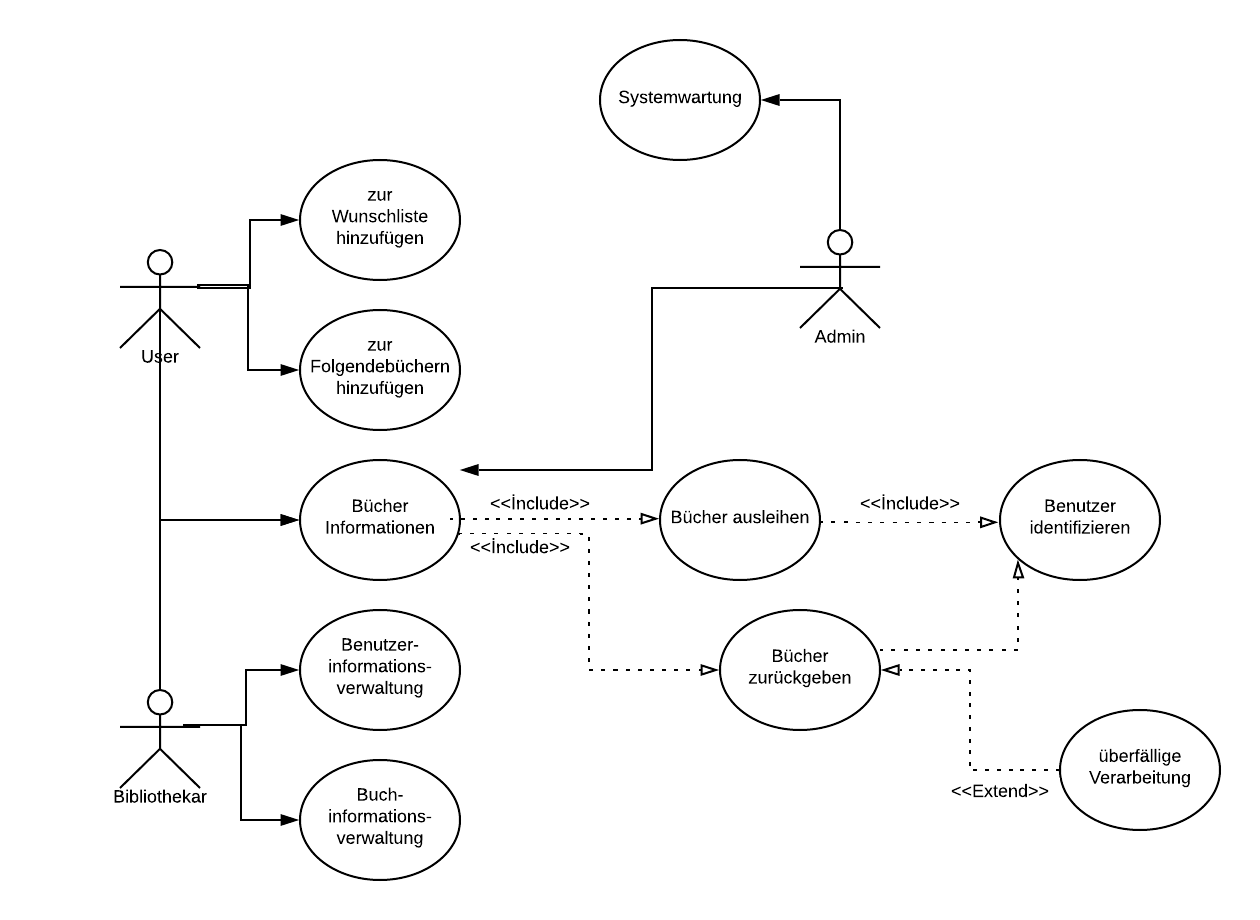 Systemwartung
zur
Wunschliste
hinzufügen
User
zur
Folgendebüchern
hinzufügen
Admin
Bücher
Informationen
<<İnclude>>
<<İnclude>>
Bücher ausleihen
<<İnclude>>
Benutzer
identifizieren
Benutzer-
informations-
verwaltung
Bücher
zurückgeben
Bibliothekar
Buch-
informations-
verwaltung
überfällige
Verarbeitung
<<Extend>>